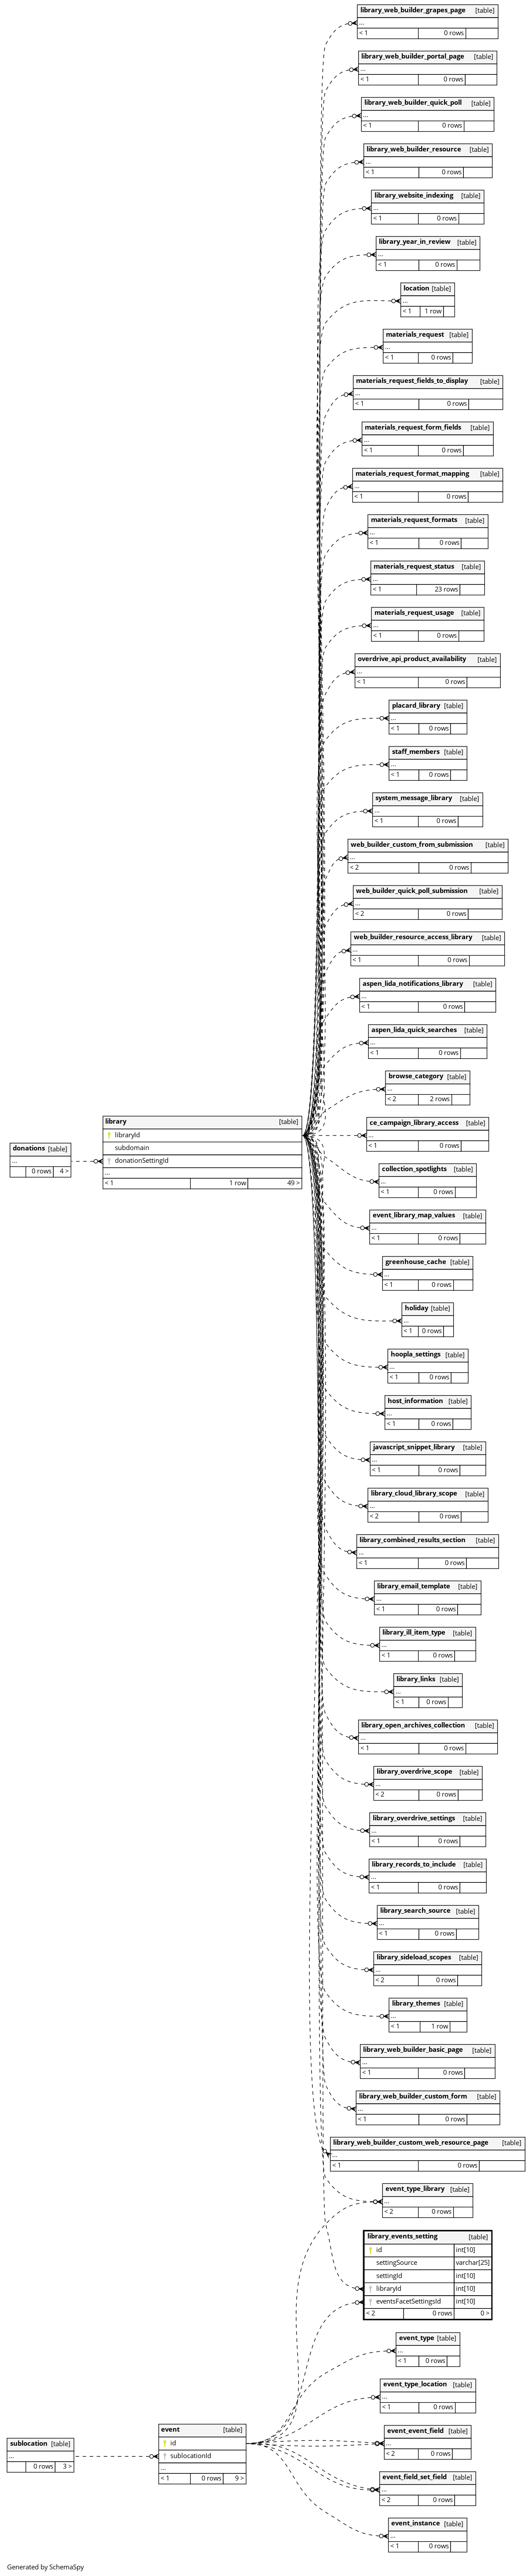 library_web_builder_grapes_page [table]
...
< 1 0 rows
library_web_builder_portal_page [table]
...
< 1 0 rows
library_web_builder_quick_poll [table]
...
< 1 0 rows
library_web_builder_resource [table]
...
< 1 0 rows
library_website_indexing [table]
...
< 1 0 rows
library_year_in_review [table]
...
< 1 0 rows
location [table]
...
< 1 1 row
materials_request [table]
...
< 1 0 rows
materials_request_fields_to_display [table]
...
< 1 0 rows
materials_request_form_fields [table]
...
< 1 0 rows
materials_request_format_mapping [table]
...
< 1 0 rows
materials_request_formats [table]
...
< 1 0 rows
materials_request_status [table]
...
< 1 23 rows
materials_request_usage [table]
...
< 1 0 rows
overdrive_api_product_availability [table]
...
< 1 0 rows
placard_library [table]
...
< 1 0 rows
staff_members [table]
...
< 1 0 rows
system_message_library [table]
...
< 1 0 rows
web_builder_custom_from_submission [table]
...
< 2 0 rows
web_builder_quick_poll_submission [table]
...
< 2 0 rows
web_builder_resource_access_library [table]
...
< 1 0 rows
aspen_lida_notifications_library [table]
...
< 1 0 rows
aspen_lida_quick_searches [table]
...
< 1 0 rows
browse_category [table]
...
< 2 2 rows
donations [table]
...
0 rows 4 >
library [table]
libraryId
subdomain
donationSettingId
...
< 1 1 row 49 >
ce_campaign_library_access [table]
...
< 1 0 rows
collection_spotlights [table]
...
< 1 0 rows
event_library_map_values [table]
...
< 1 0 rows
greenhouse_cache [table]
...
< 1 0 rows
holiday [table]
...
< 1 0 rows
hoopla_settings [table]
...
< 1 0 rows
host_information [table]
...
< 1 0 rows
javascript_snippet_library [table]
...
< 1 0 rows
library_cloud_library_scope [table]
...
< 2 0 rows
library_combined_results_section [table]
...
< 1 0 rows
library_email_template [table]
...
< 1 0 rows
library_ill_item_type [table]
...
< 1 0 rows
library_links [table]
...
< 1 0 rows
library_open_archives_collection [table]
...
< 1 0 rows
library_overdrive_scope [table]
...
< 2 0 rows
library_overdrive_settings [table]
...
< 1 0 rows
library_records_to_include [table]
...
< 1 0 rows
library_search_source [table]
...
< 1 0 rows
library_sideload_scopes [table]
...
< 2 0 rows
library_themes [table]
...
< 1 1 row
library_web_builder_basic_page [table]
...
< 1 0 rows
library_web_builder_custom_form [table]
...
< 1 0 rows
library_web_builder_custom_web_resource_page [table]
...
< 1 0 rows
event_type_library [table]
...
< 2 0 rows
library_events_setting [table]
id int[10]
settingSource varchar[25]
settingId int[10]
libraryId int[10]
eventsFacetSettingsId int[10]
< 2 0 rows 0 >
event_type [table]
...
< 1 0 rows
event_type_location [table]
...
< 1 0 rows
sublocation [table]
...
0 rows 3 >
event [table]
id
sublocationId
...
< 1 0 rows 9 >
event_event_field [table]
...
< 2 0 rows
event_field_set_field [table]
...
< 2 0 rows
event_instance [table]
...
< 1 0 rows
Generated by SchemaSpy